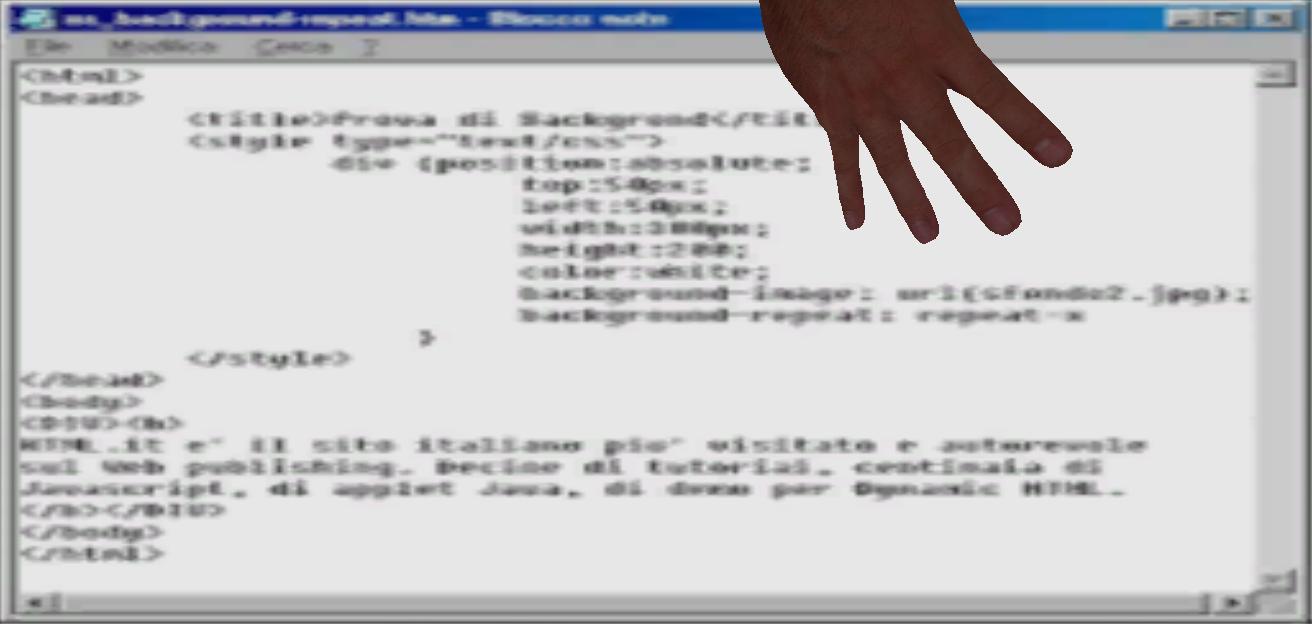 ns_background-repeat.htm - Blocco note
File Modifica Cerca ?
<html>
<head>
<title>Prova di Background</tit
<style type="text/css">
div {position:absolute;
top:50px;
left:50px;
width:300px;
height:200;
color:white;
background-image: url(sfondo2.jpg);
background-repeat: repeat-x
}
</style>
</head>
<body>
<DIV><b>
HTML.it e' il sito italiano pio' visitato e autorevole
sul Web publishing. Decine di tutorial, centinaia di
Javascript, di applet Java, di demo per Dynamic HTML.
</b></DIV>
</body>
</html>